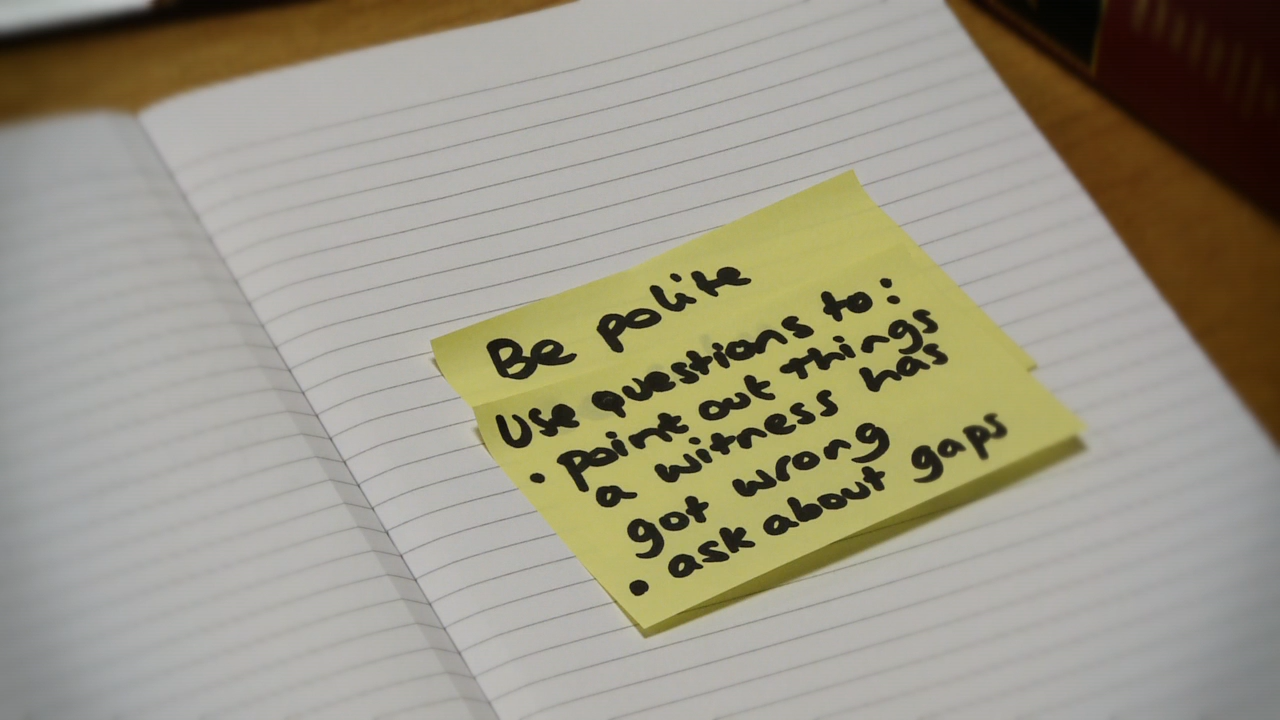 Be polite
Use questions to:
• point out things
a witness has
got wrong
• ask about gaps